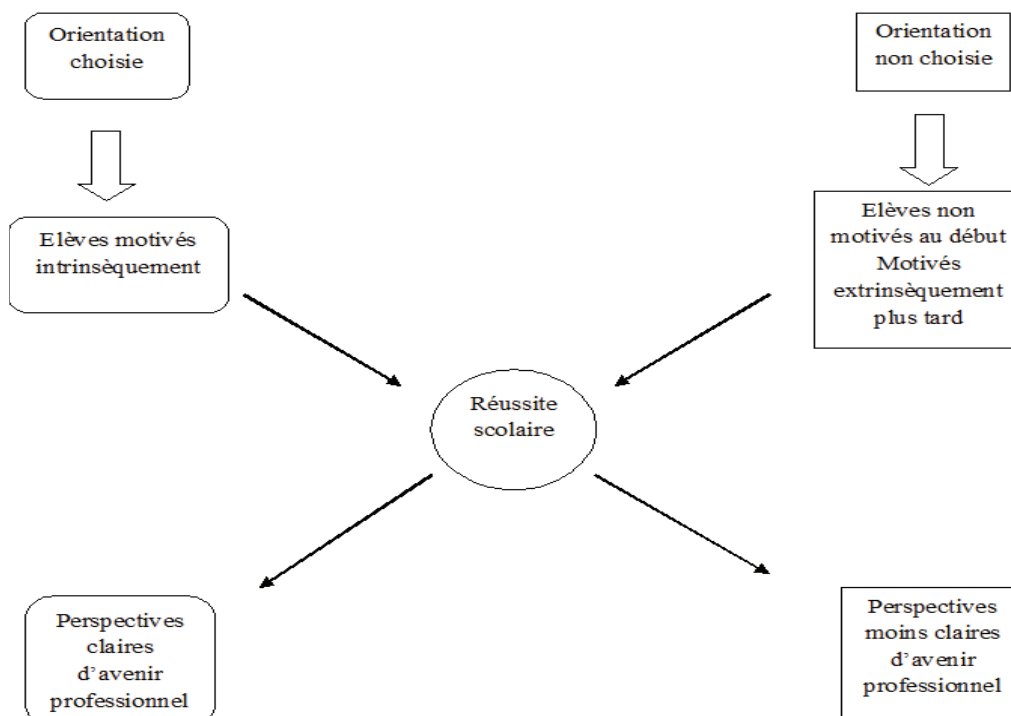 Orientation
choisie
Orientation
non choisie
Elèves motivés
intrinsèquement
Elèves non
motivés au début
Motivés
extrinsèquement
plus tard
Réussite
scolaire
Perspectives
claires
d’avenir
professionnel
Perspectives
moins claires
d’avenir
professionnel